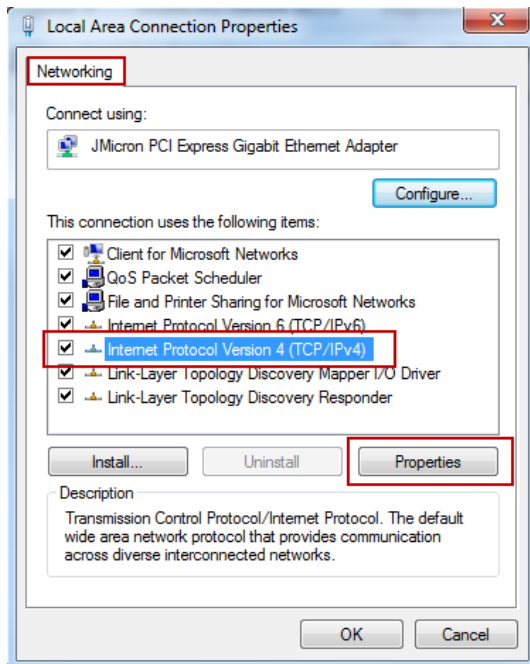 Local Area Connection Properties
Networking
Connect using:
JMicron PCI Express Gigabit Ethernet Adapter
Configure...
This connection uses the following items:
Client for Microsoft Networks
QoS Packet Scheduler
File and Printer Sharing for Microsoft Networks
Internet Protocol Version 6 (TCP/IPv6)
Internet Protocol Version 4 (TCP/IPv4)
Link-Layer Topology Discovery Mapper I/O Driver
Link-Layer Topology Discovery Responder
Install... Uninstall Properties
Description
Transmission Control Protocol/Internet Protocol. The default
wide area network protocol that provides communication
across diverse interconnected networks.
OK Cancel